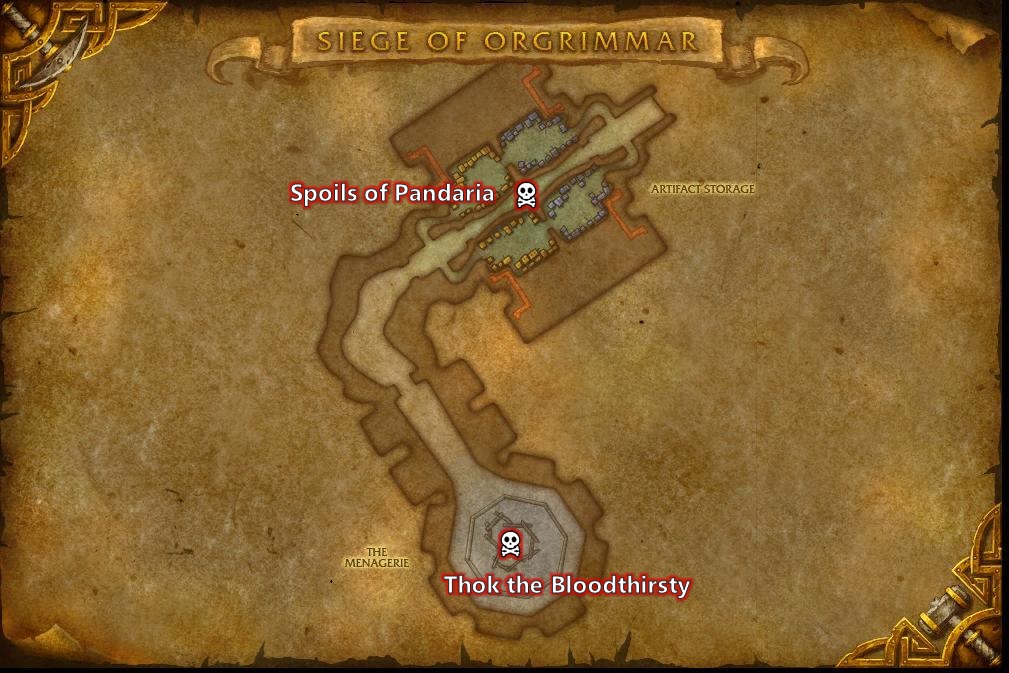 SIEGE OF ORGRIMMAR
Spoils of Pandaria
ARTIFACT STORAGE
THE
MENAGERIE
Thok the Bloodthirsty